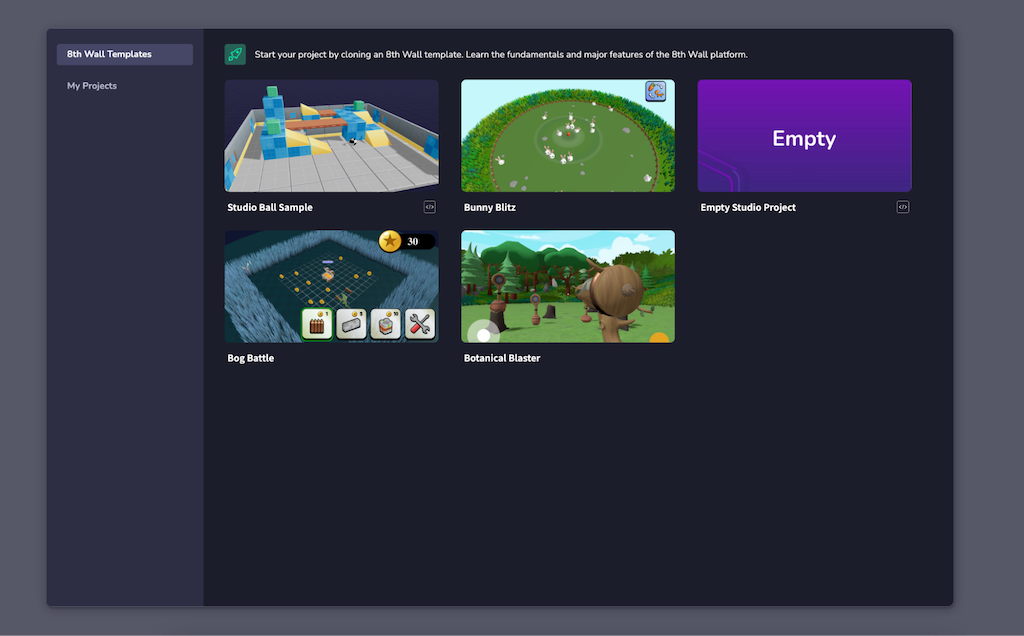 8th Wall Templates
My Projects
Start your project by cloning an 8th Wall template. Learn the fundamentals and major features of the 8th Wall platform.
Empty
Studio Ball Sample
</>
Bunny Blitz
Empty Studio Project
</>
30
1
5
10
Bog Battle
Botanical Blaster